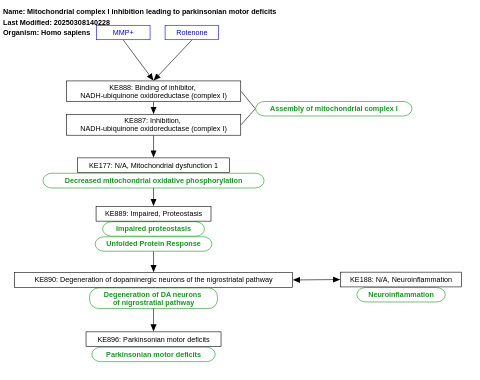 Name: Mitochondrial complex I inhibition leading to parkinsonian motor deficits
Last Modified: 20250308140228
Organism: Homo sapiens
MMP+
Rotenone
KE888: Binding of inhibitor,
NADH-ubiquinone oxidoreductase (complex I)
Assembly of mitochondrial complex I
KE887: Inhibition,
NADH-ubiquinone oxidoreductase (complex I)
KE177: N/A, Mitochondrial dysfunction 1
Decreased mitochondrial oxidative phosphorylation
KE889: Impaired, Proteostasis
Impaired proteostasis
Unfolded Protein Response
KE890: Degeneration of dopaminergic neurons of the nigrostriatal pathway
KE188: N/A, Neuroinflammation
Degeneration of DA neurons
of nigrostratial pathway
Neuroinflammation
KE896: Parkinsonian motor deficits
Parkinsonian motor deficits